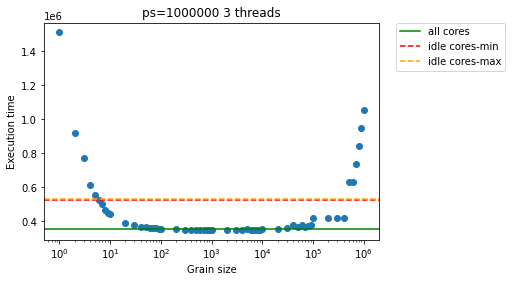 ps=1000000 3 threads
1e6
all cores
idle cores-min
idle cores-max
1.4
1.2
1.0
0.8
0.6
0.4
Execution time
10^0 10^1 10^2 10^3 10^4 10^5 10^6
Grain size